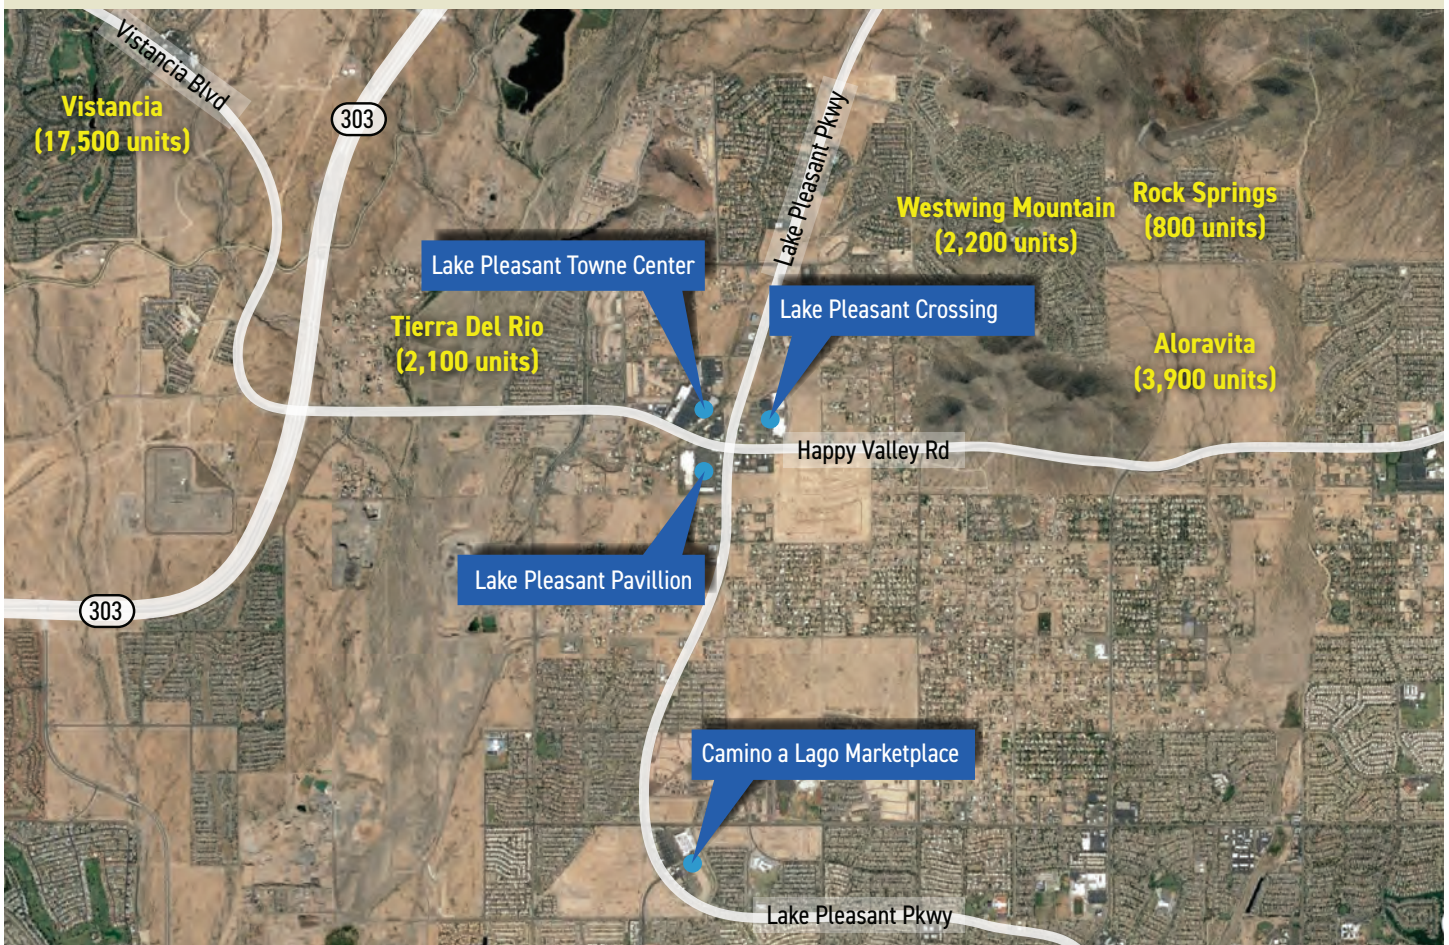 Vistancia Blvd
Vistancia
(17,500 units)
303
Lake Pleasant Pkwy
Westwing Mountain
(2,200 units)
Rock Springs
(800 units)
Lake Pleasant Towne Center
Lake Pleasant Crossing
Tierra Del Rio
(2,100 units)
Aloravita
(3,900 units)
Happy Valley Rd
Lake Pleasant Pavillion
303
Camino a Lago Marketplace
Lake Pleasant Pkwy